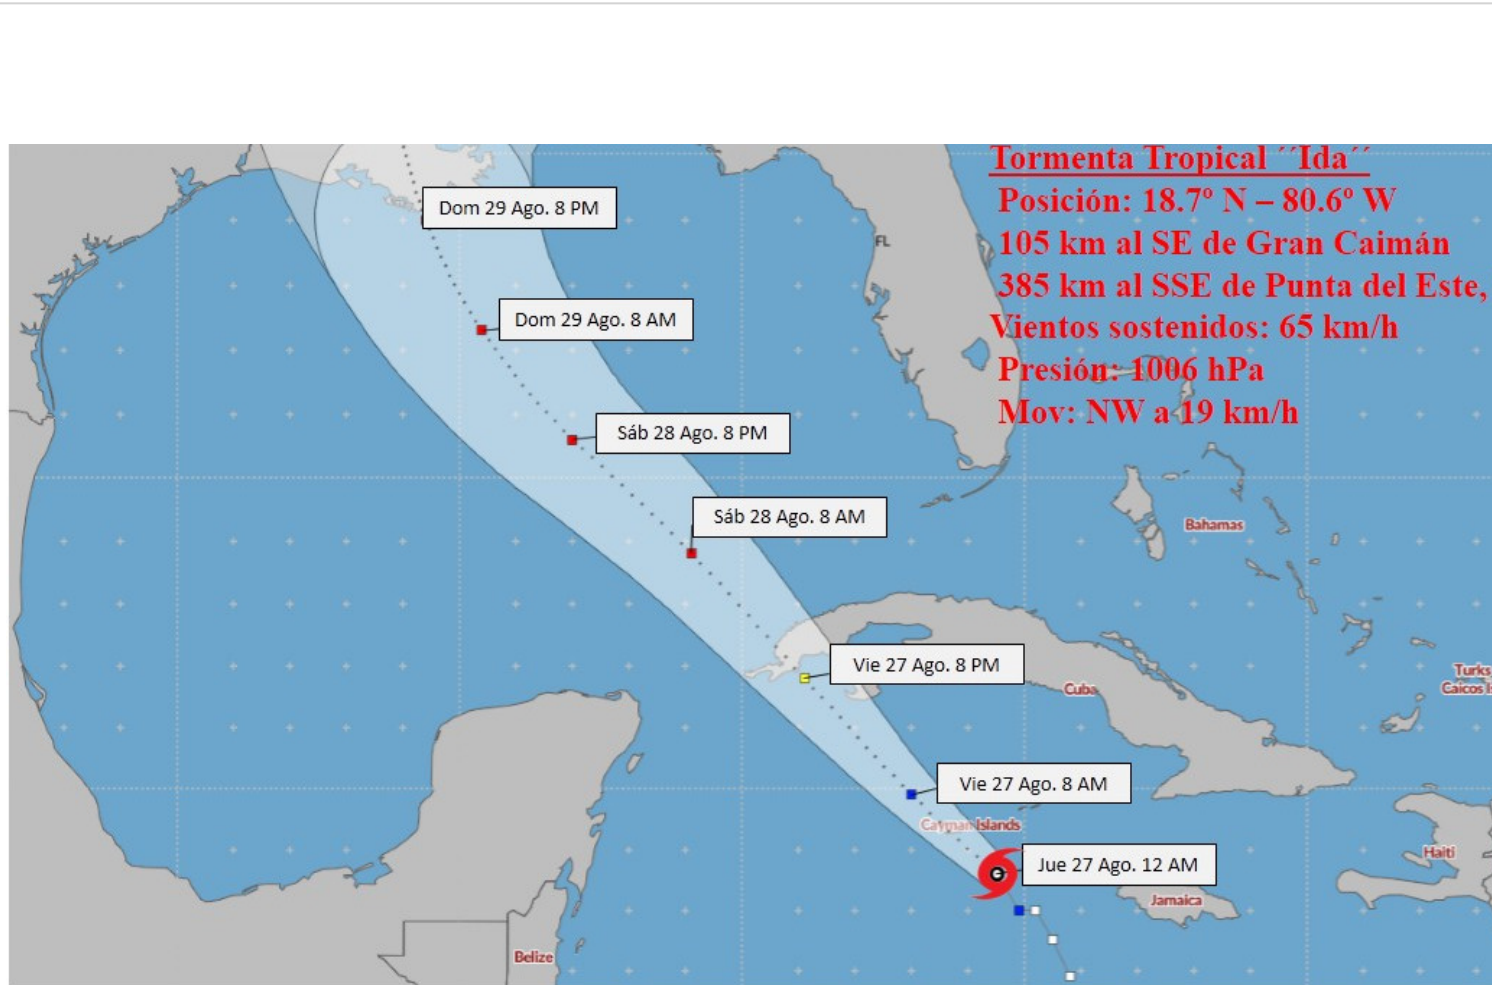 Tormenta Tropical ´´Ida´´
Posición: 18.7º N – 80.6º W
105 km al SE de Gran Caimán
385 km al SSE de Punta del Este,
Vientos sostenidos: 65 km/h
Presión: 1006 hPa
Mov: NW a 19 km/h
Dom 29 Ago. 8 PM
FL
Dom 29 Ago. 8 AM
Sáb 28 Ago. 8 PM
Sáb 28 Ago. 8 AM
Bahamas
Vie 27 Ago. 8 PM
Turks
Caicos I
Cuba
Vie 27 Ago. 8 AM
Cayman Islands
Haiti
Jue 27 Ago. 12 AM
Jamaica
Belize